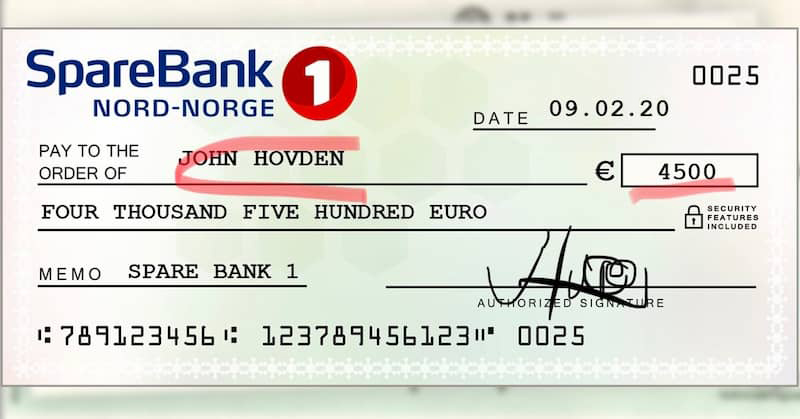 SpareBank 1
NORD-NORGE
0025
DATE 09.02.20
PAY TO THE
ORDER OF JOHN HOVDEN € 4500
FOUR THOUSAND FIVE HUNDRED EURO
SECURITY
FEATURES
INCLUDED
MEMO SPARE BANK 1
AUTHORIZED SIGNATURE
⑆789123456⑆ 123789456123⑈ 0025